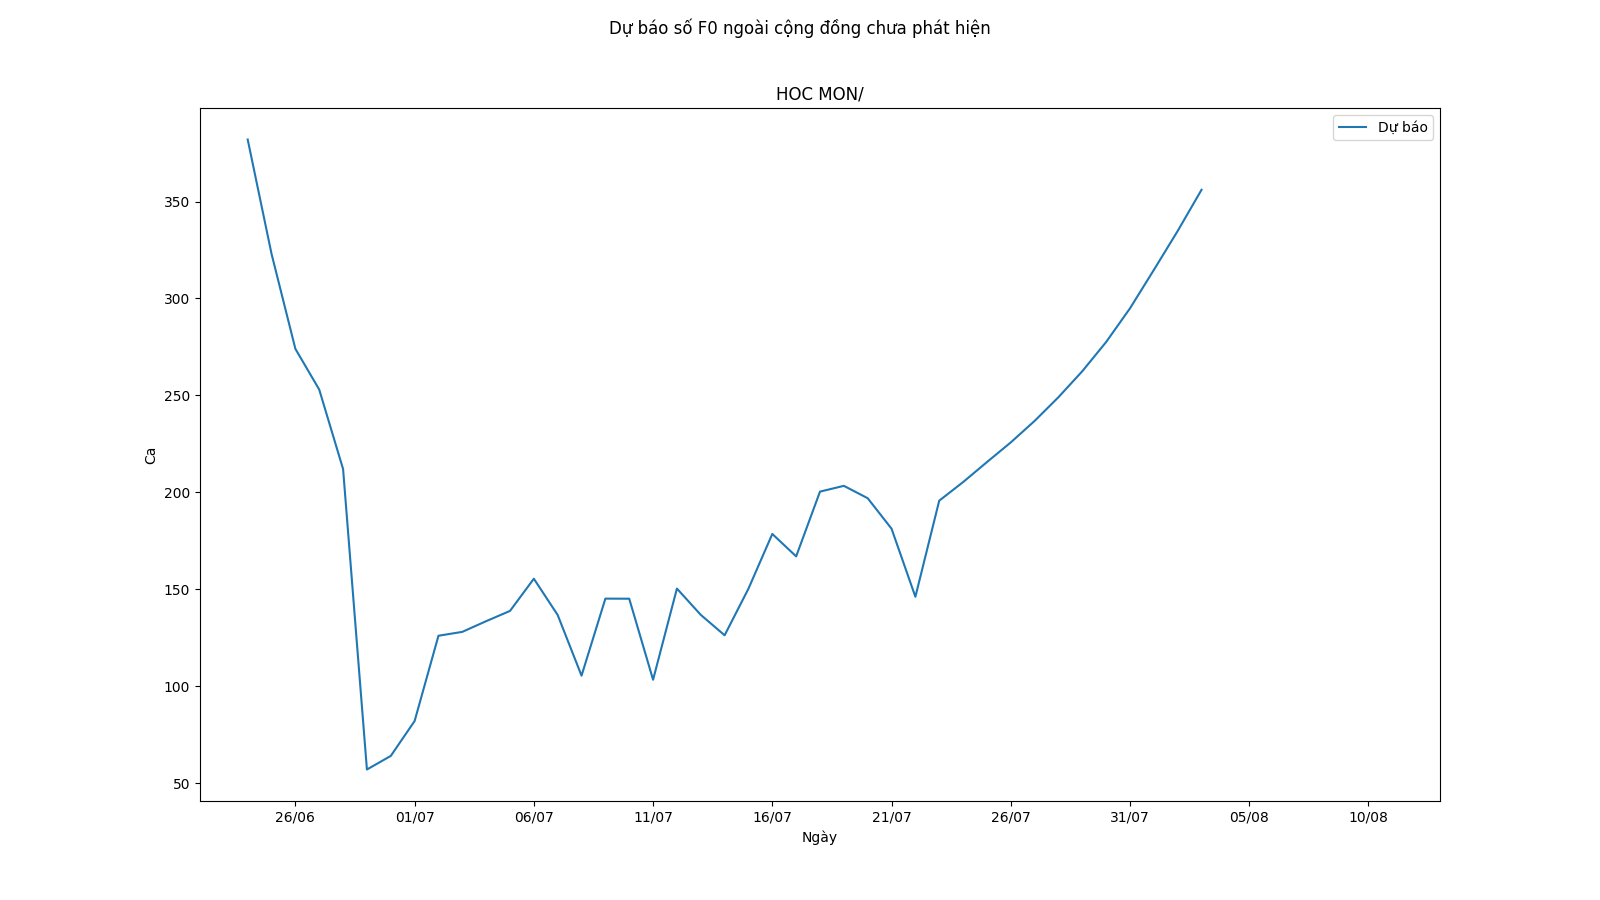 Dự báo số F0 ngoài cộng đồng chưa phát hiện
HOC MON/
Dự báo
350
300
250
200
150
100
50
Ca
26/06 01/07 06/07 11/07 16/07 21/07 26/07 31/07 05/08 10/08
Ngày